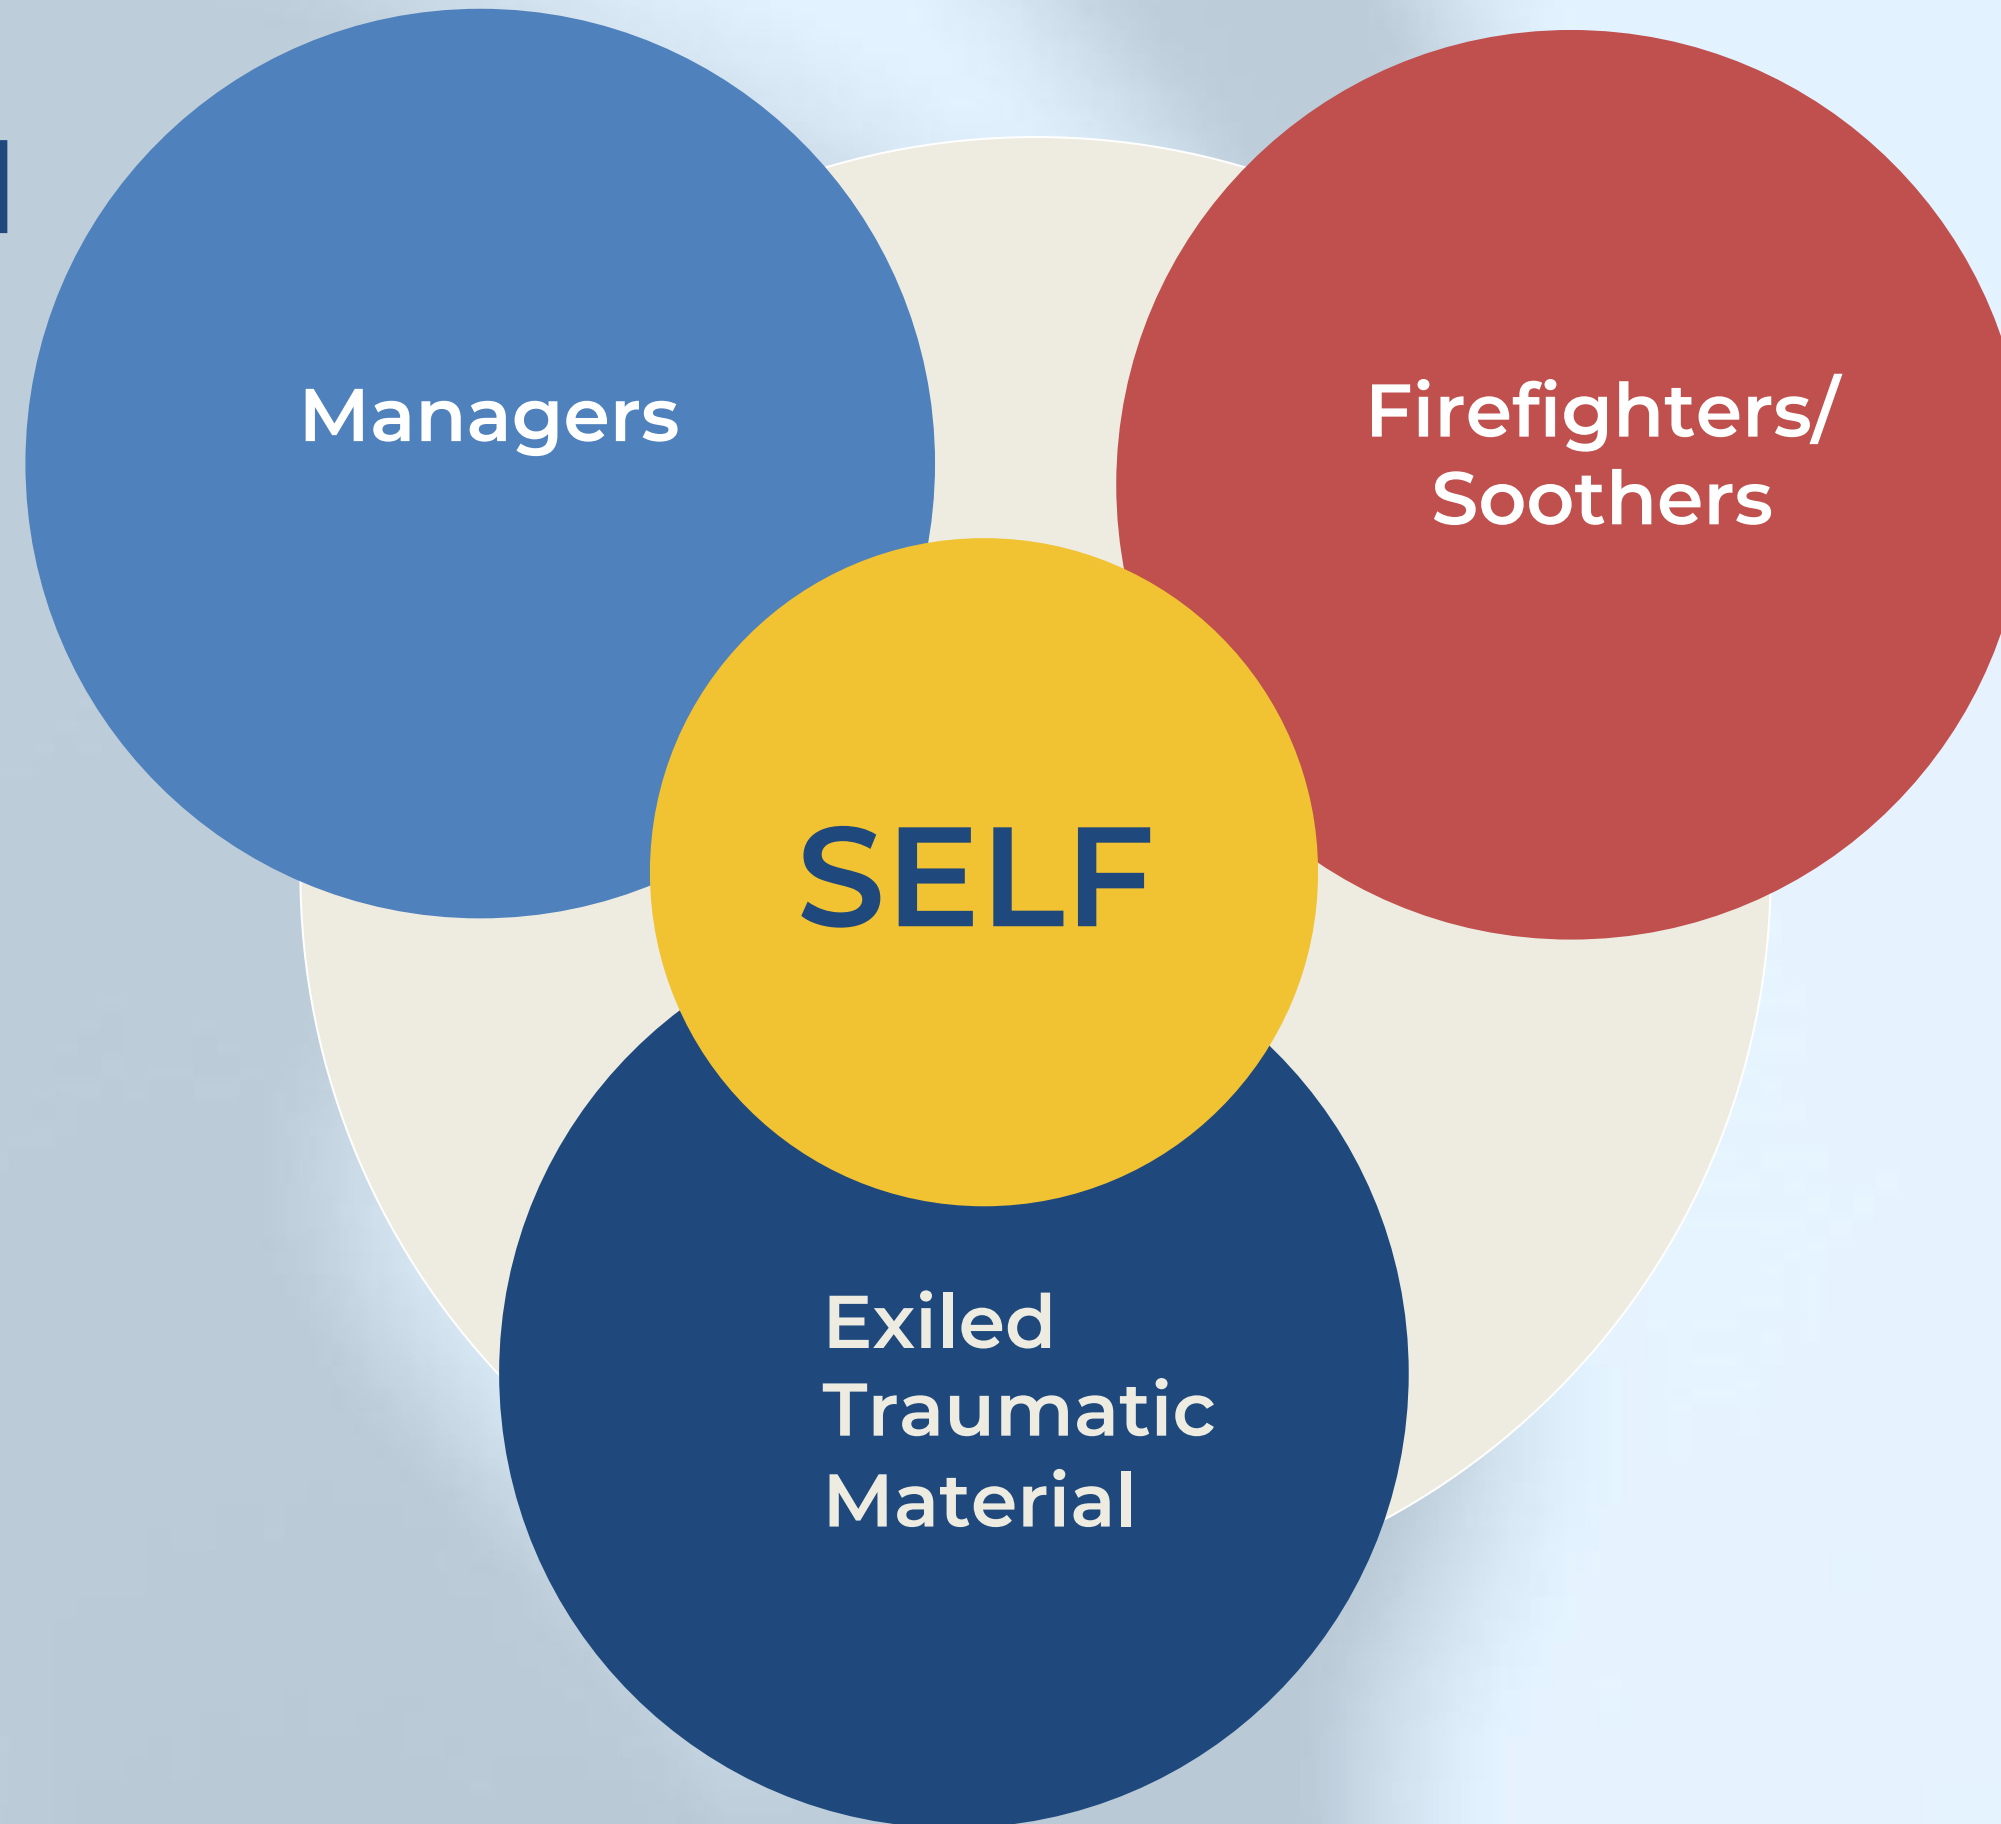 Managers
Firefighters/
Soothers
SELF
Exiled
Traumatic
Material